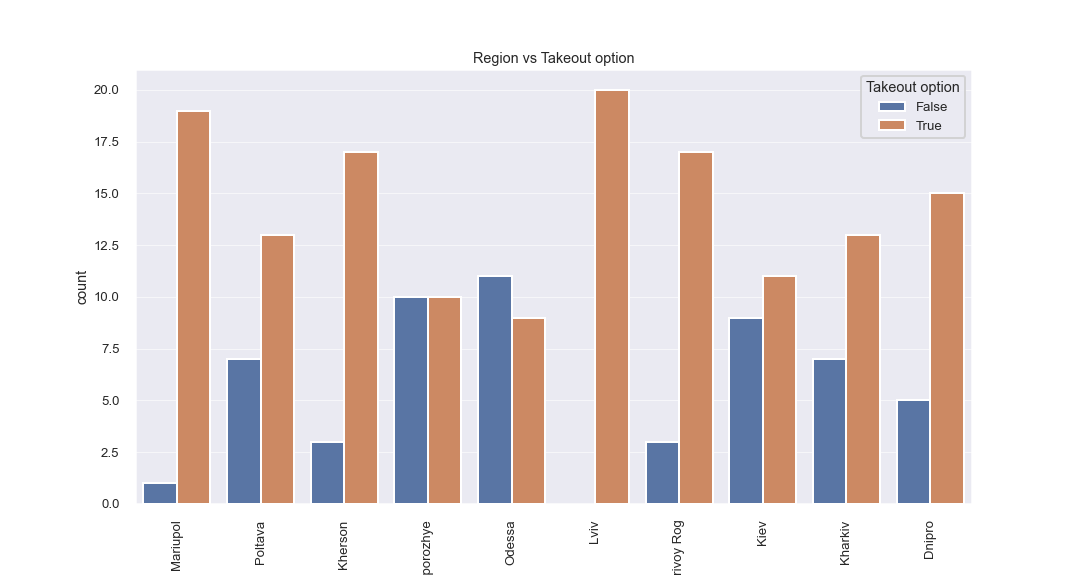 Region vs Takeout option
Takeout option
False
True
20.0
17.5
15.0
12.5
10.0
7.5
5.0
2.5
0.0
count
Mariupol
Poltava
Kherson
porozhye
Odessa
Lviv
rivoy Rog
Kiev
Kharkiv
Dnipro